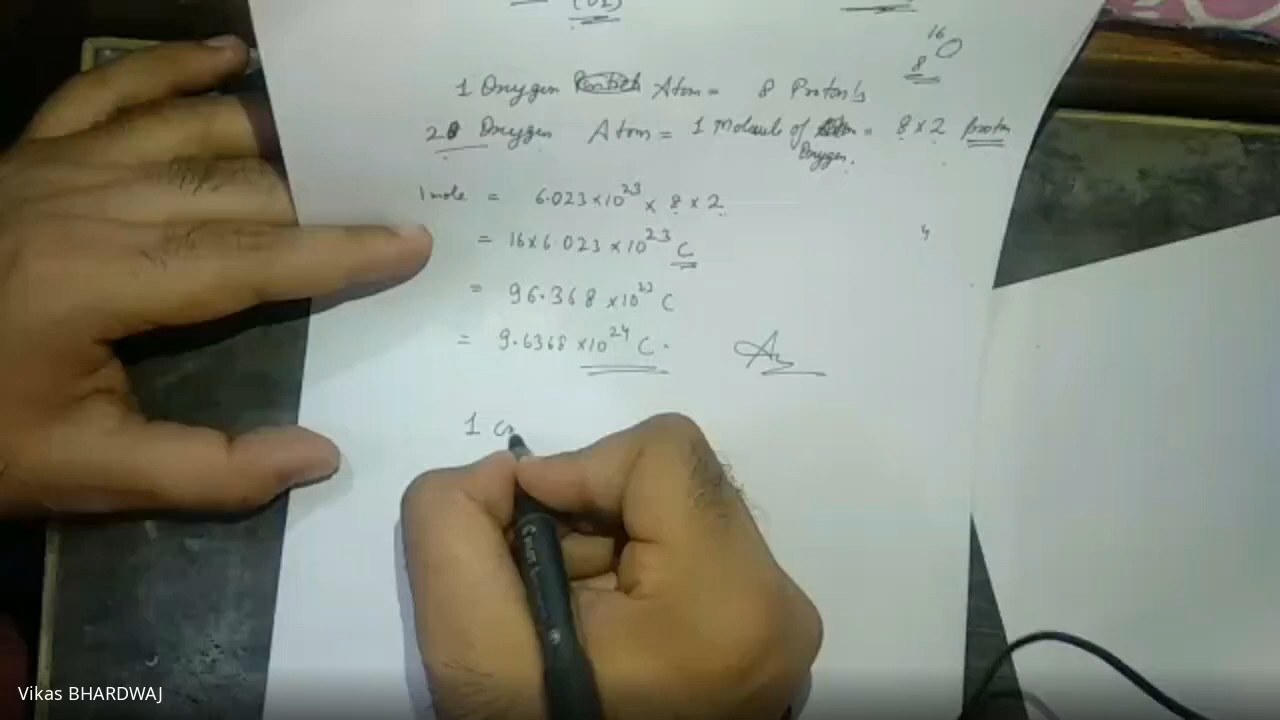 (O2)
16
O
8
1 Oxygen Atom = 8 Proton's
2 Oxygen Atom = 1 Molecule of = 8 × 2 Proton
Oxygen.
1 mole = 6.023 × 10^23 × 8 × 2
= 16 × 6.023 × 10^23 C
= 96.368 × 10^23 C
= 9.6368 × 10^24 C.
1
Vikas BHARDWAJ